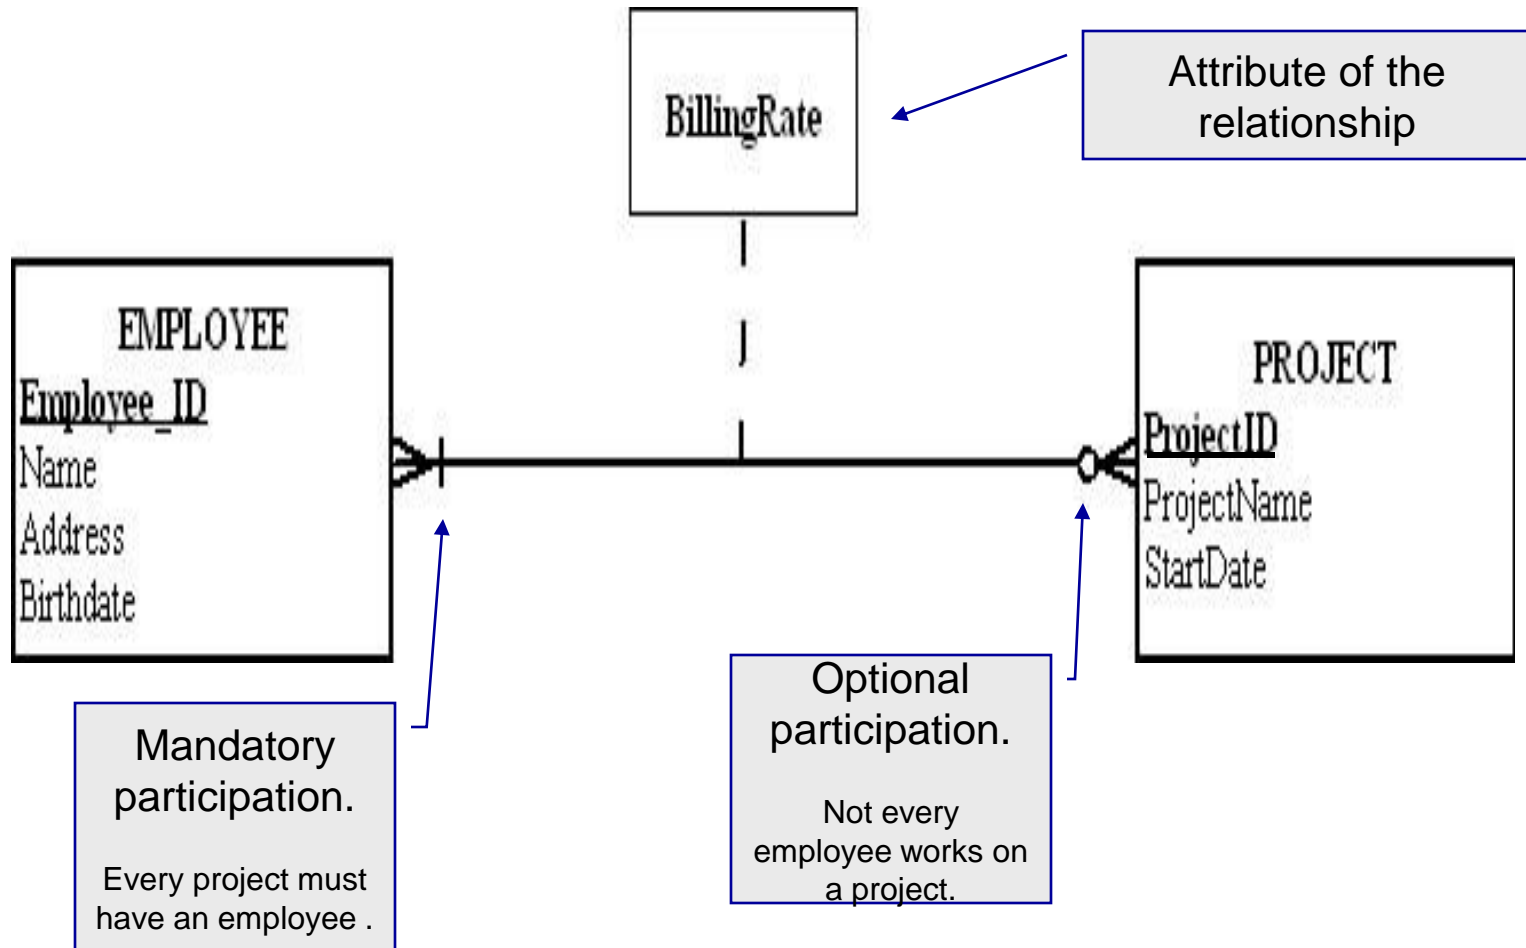 BillingRate
Attribute of the
relationship
EMPLOYEE
Employee_ID
Name
Address
Birthdate
PROJECT
ProjectID
ProjectName
StartDate
Mandatory
participation.
Every project must
have an employee .
Optional
participation.
Not every
employee works on
a project.